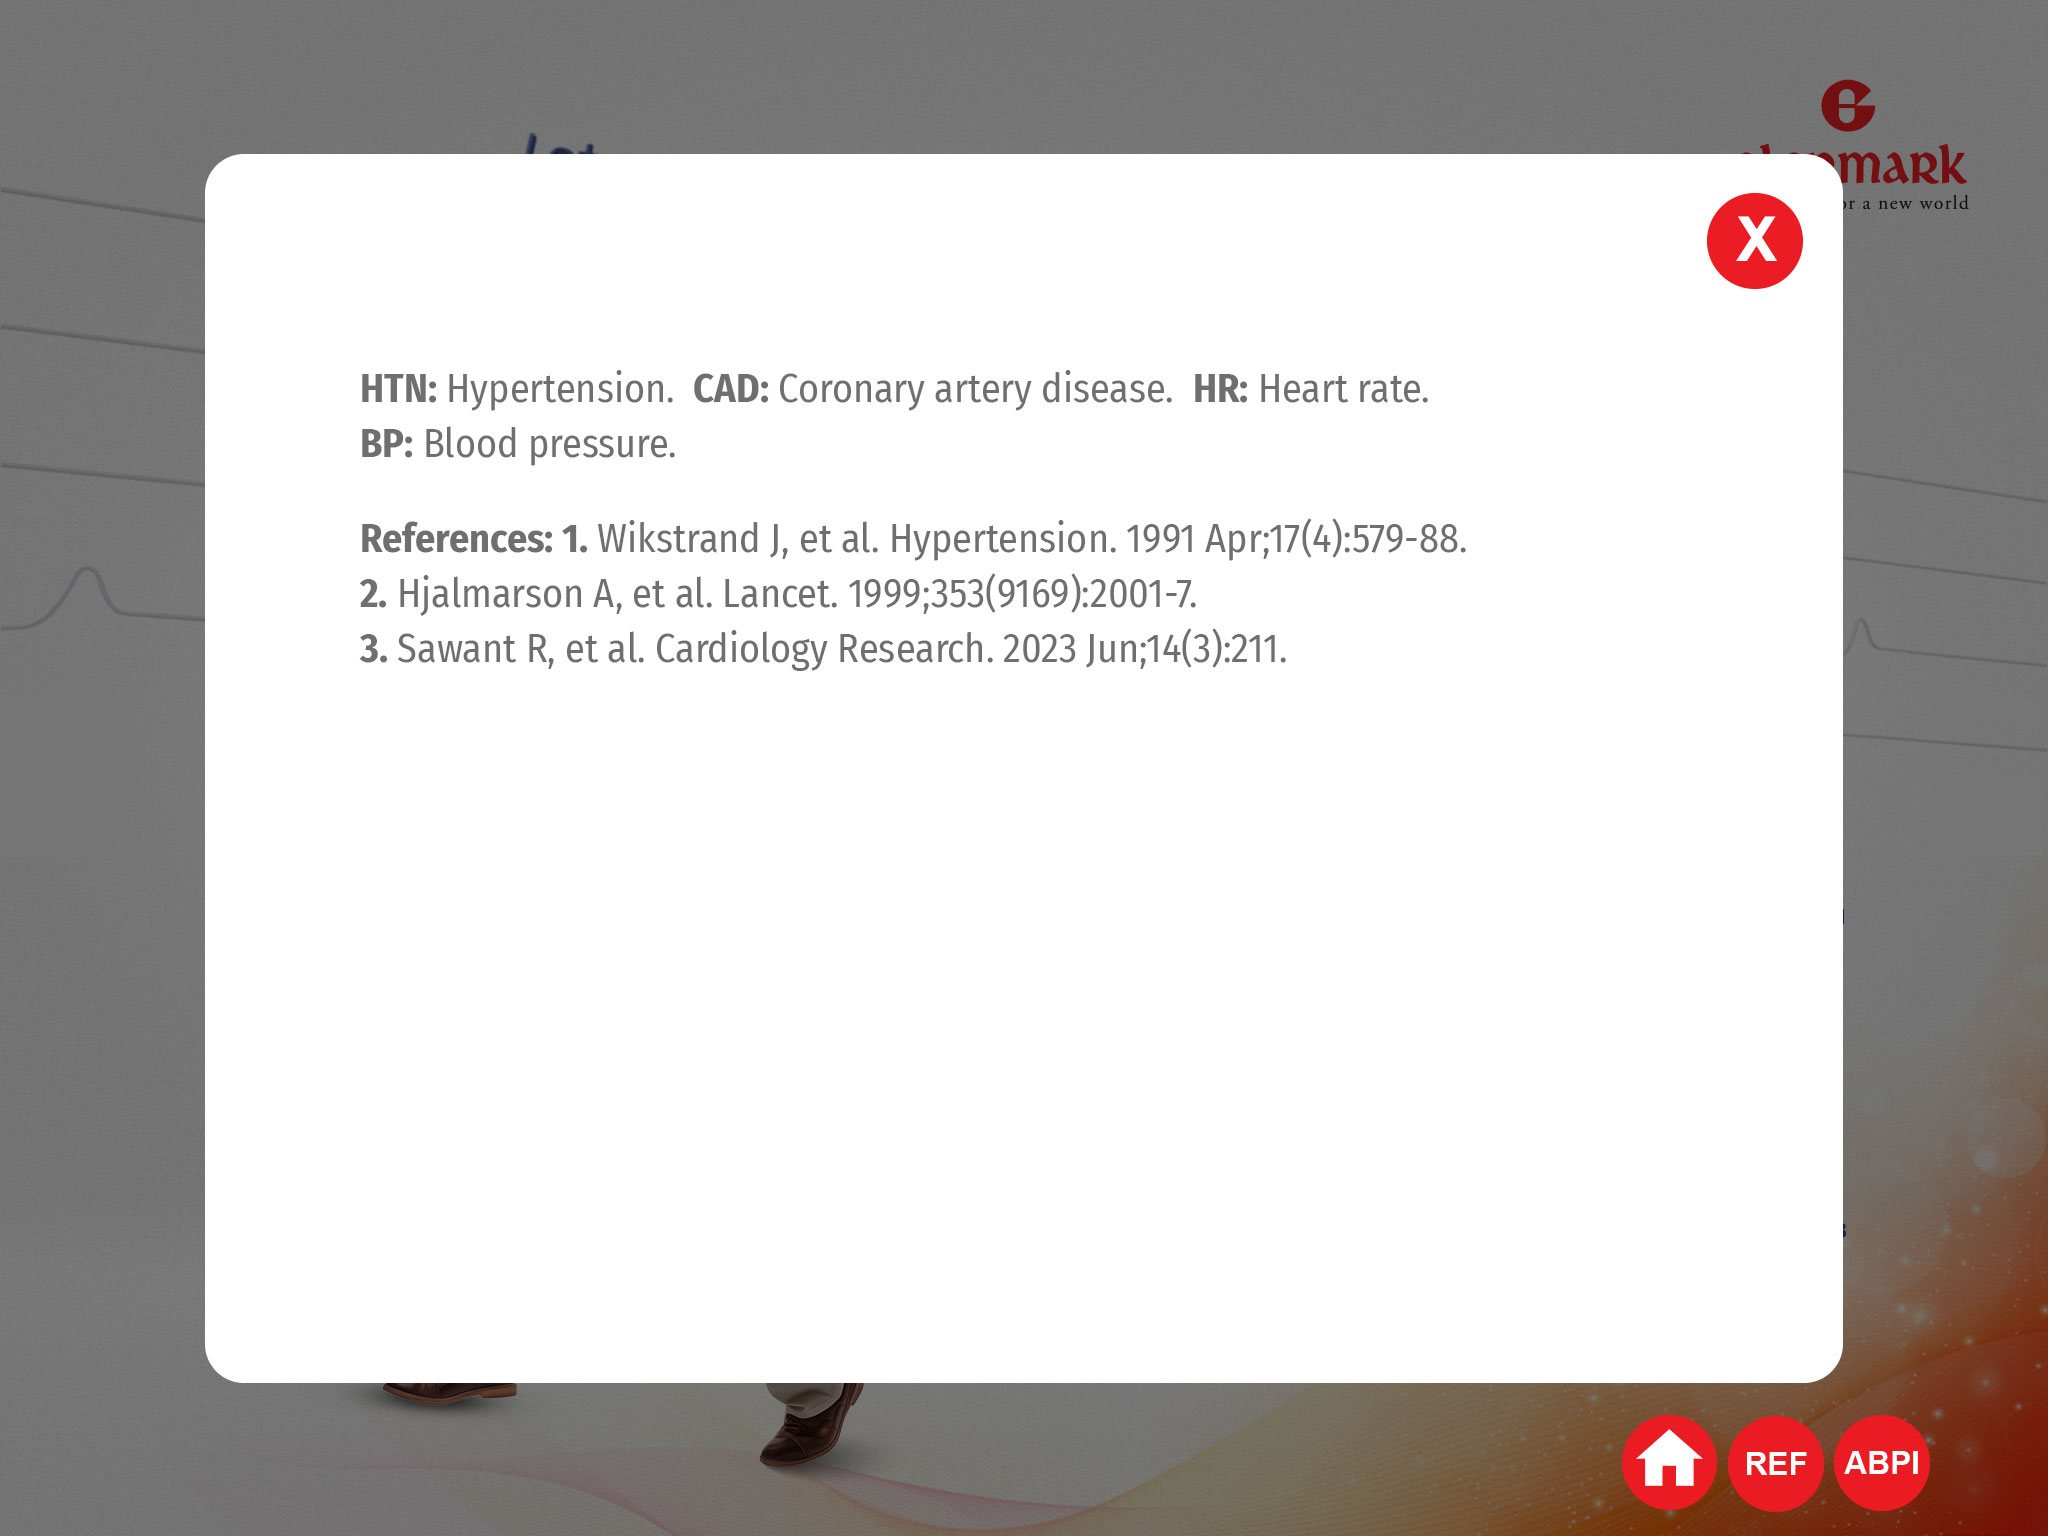 X
HTN: Hypertension. CAD: Coronary artery disease. HR: Heart rate.
BP: Blood pressure.
References: 1. Wikstrand J, et al. Hypertension. 1991 Apr;17(4):579-88.
2. Hjalmarson A, et al. Lancet. 1999;353(9169):2001-7.
3. Sawant R, et al. Cardiology Research. 2023 Jun;14(3):211.
a new world
REF
ABPI